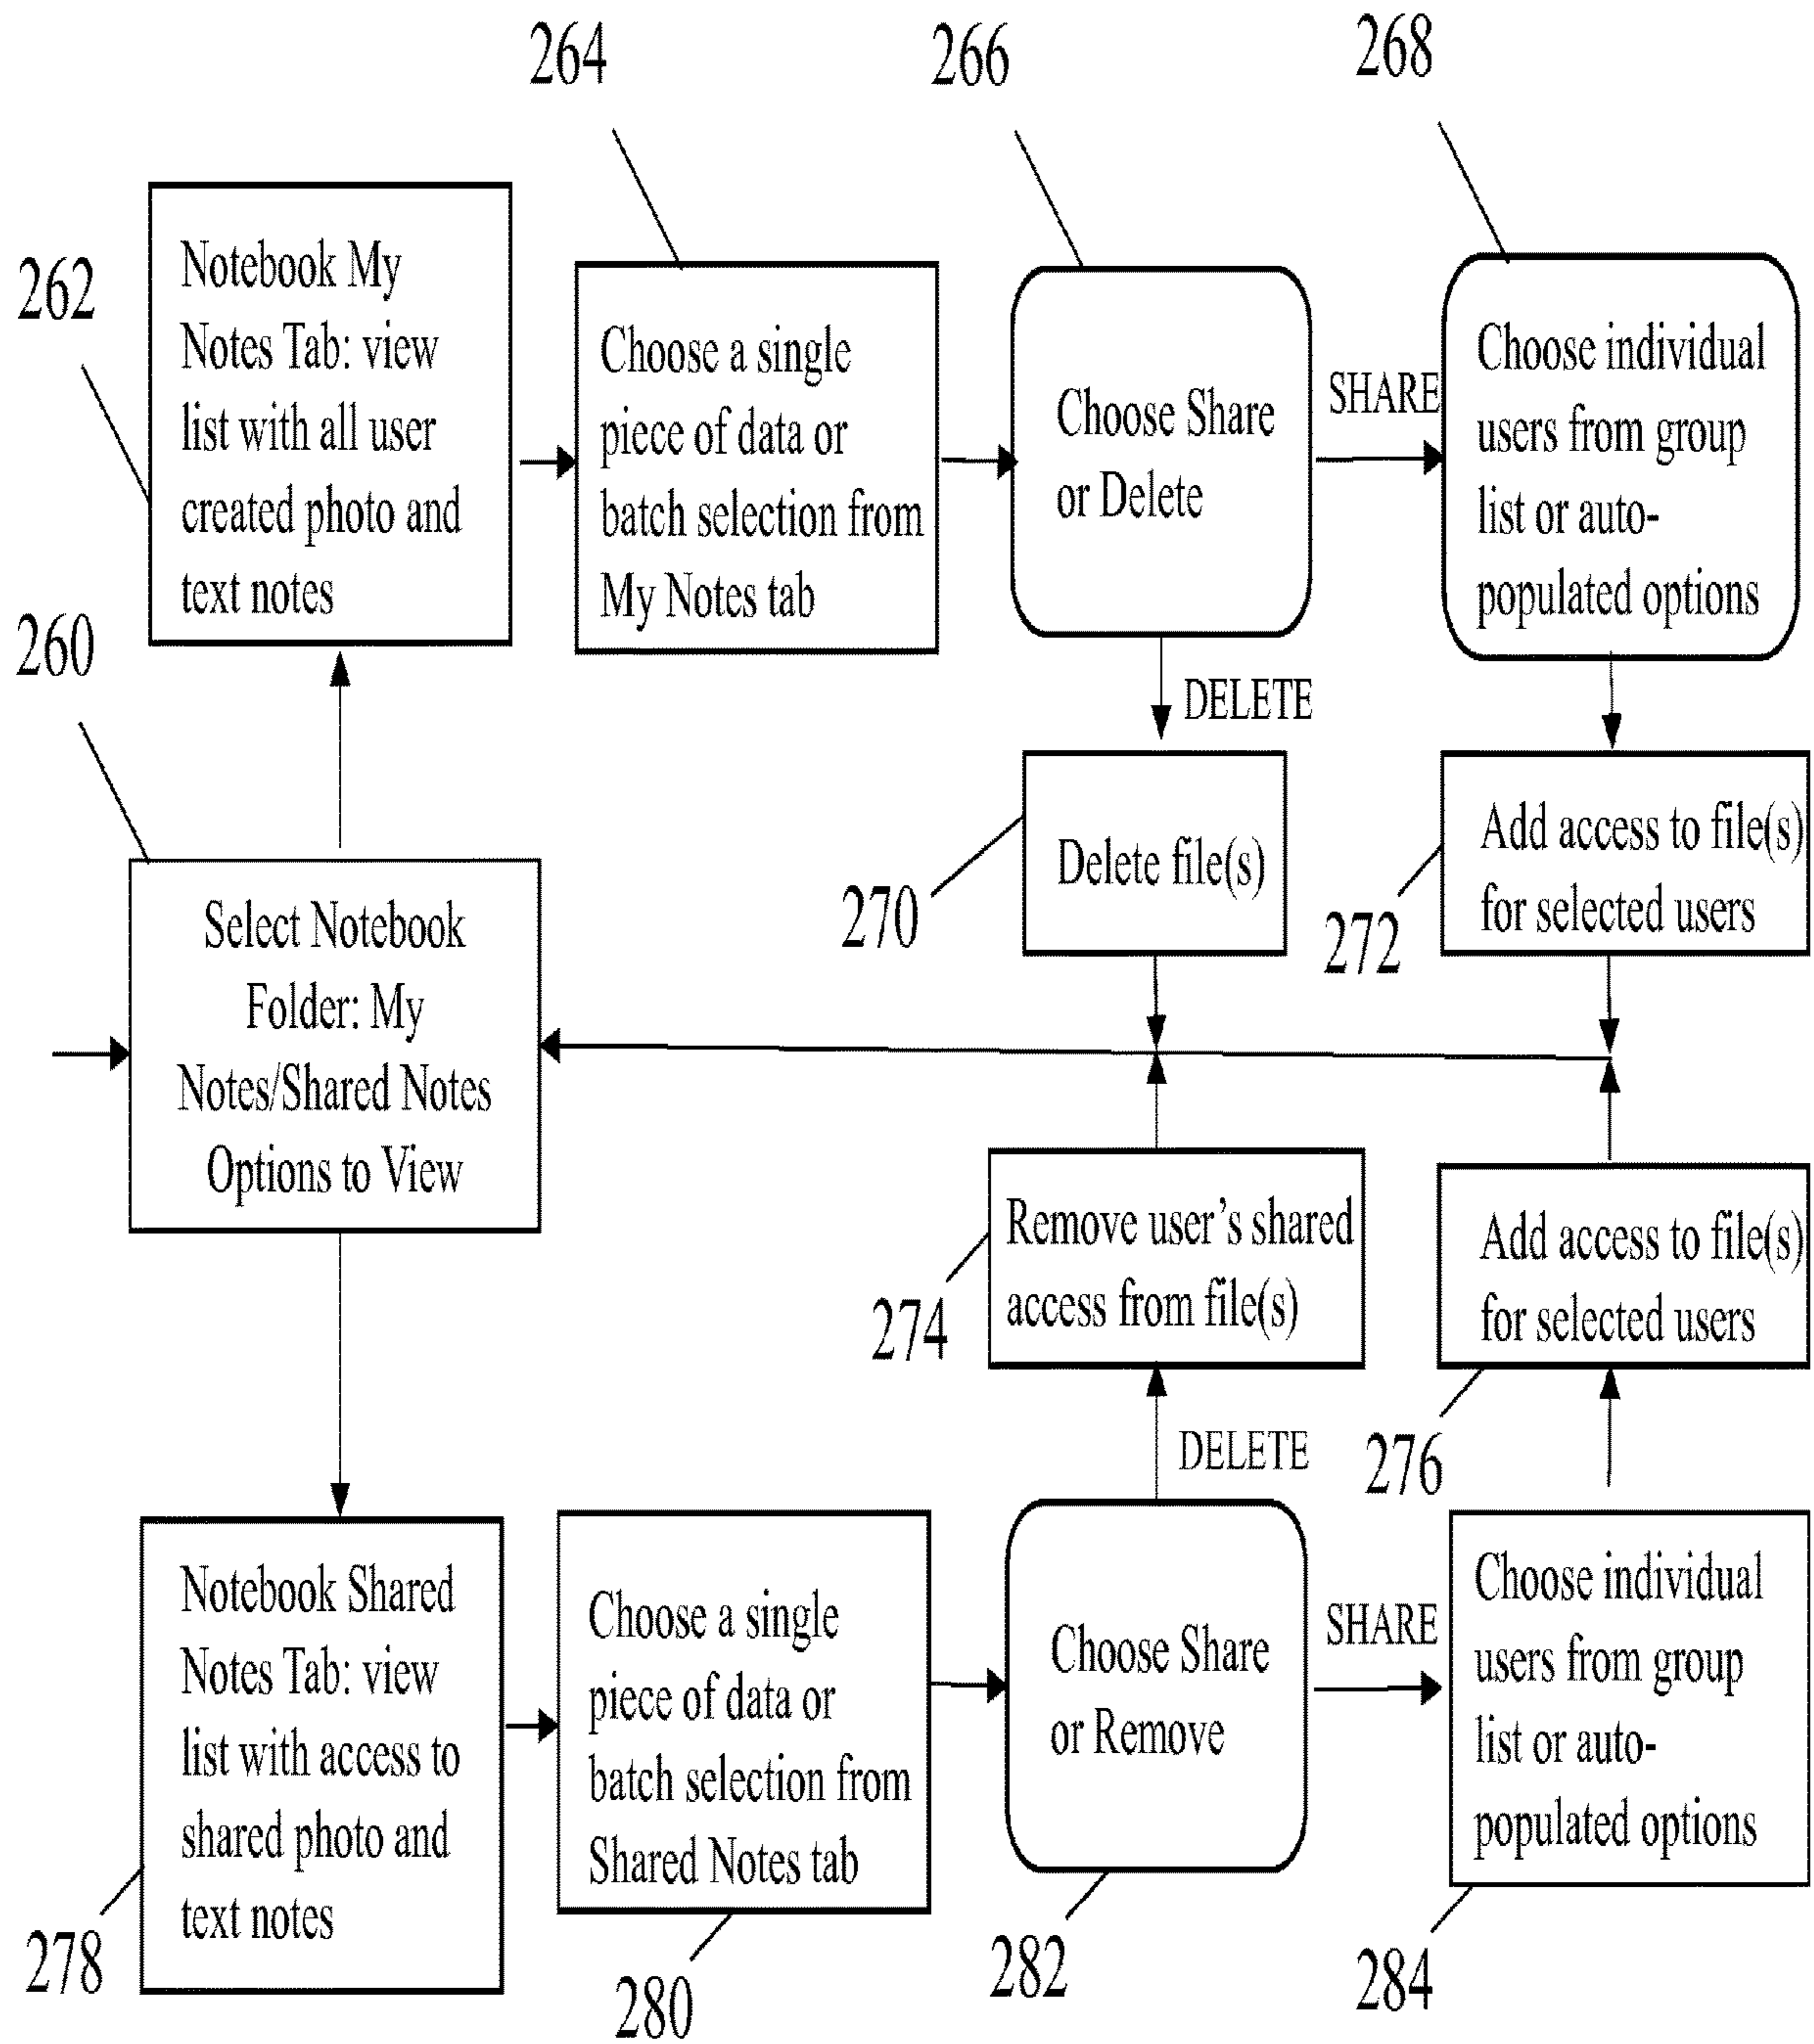 264
266
268
262
Notebook My
Notes Tab: view
list with all user
created photo and
text notes
Choose a single
piece of data or
batch selection from
My Notes tab
Choose Share
or Delete
SHARE
Choose individual
users from group
list or auto-
populated options
DELETE
260
Select Notebook
Folder: My
Notes/Shared Notes
Options to View
270
Delete file(s)
272
Add access to file(s)
for selected users
274
Remove user’s shared
access from file(s)
276
Add access to file(s)
for selected users
DELETE
278
Notebook Shared
Notes Tab: view
list with access to
shared photo and
text notes
280
Choose a single
piece of data or
batch selection from
Shared Notes tab
282
Choose Share
or Remove
SHARE
284
Choose individual
users from group
list or auto-
populated options